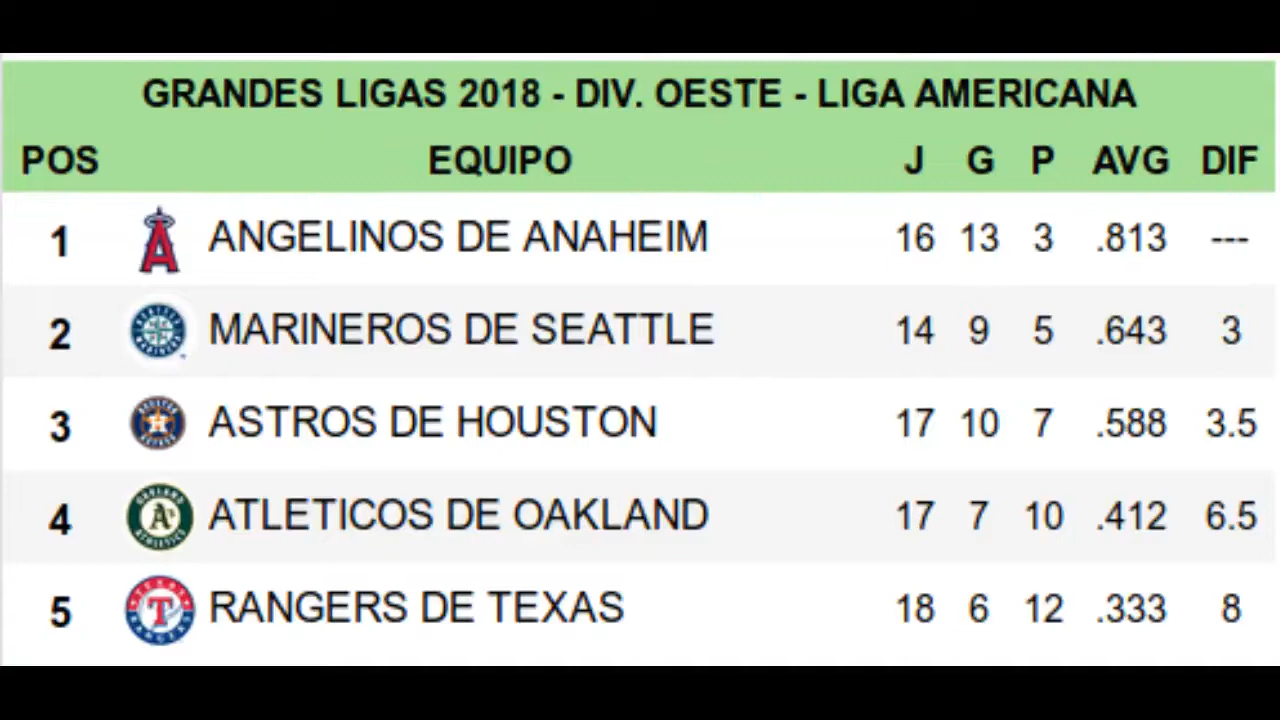 GRANDES LIGAS 2018 - DIV. OESTE - LIGA AMERICANA
POS EQUIPO J G P AVG DIF
1 ANGELINOS DE ANAHEIM 16 13 3 .813 ---
2 MARINEROS DE SEATTLE 14 9 5 .643 3
3 ASTROS DE HOUSTON 17 10 7 .588 3.5
4 ATLETICOS DE OAKLAND 17 7 10 .412 6.5
5 RANGERS DE TEXAS 18 6 12 .333 8